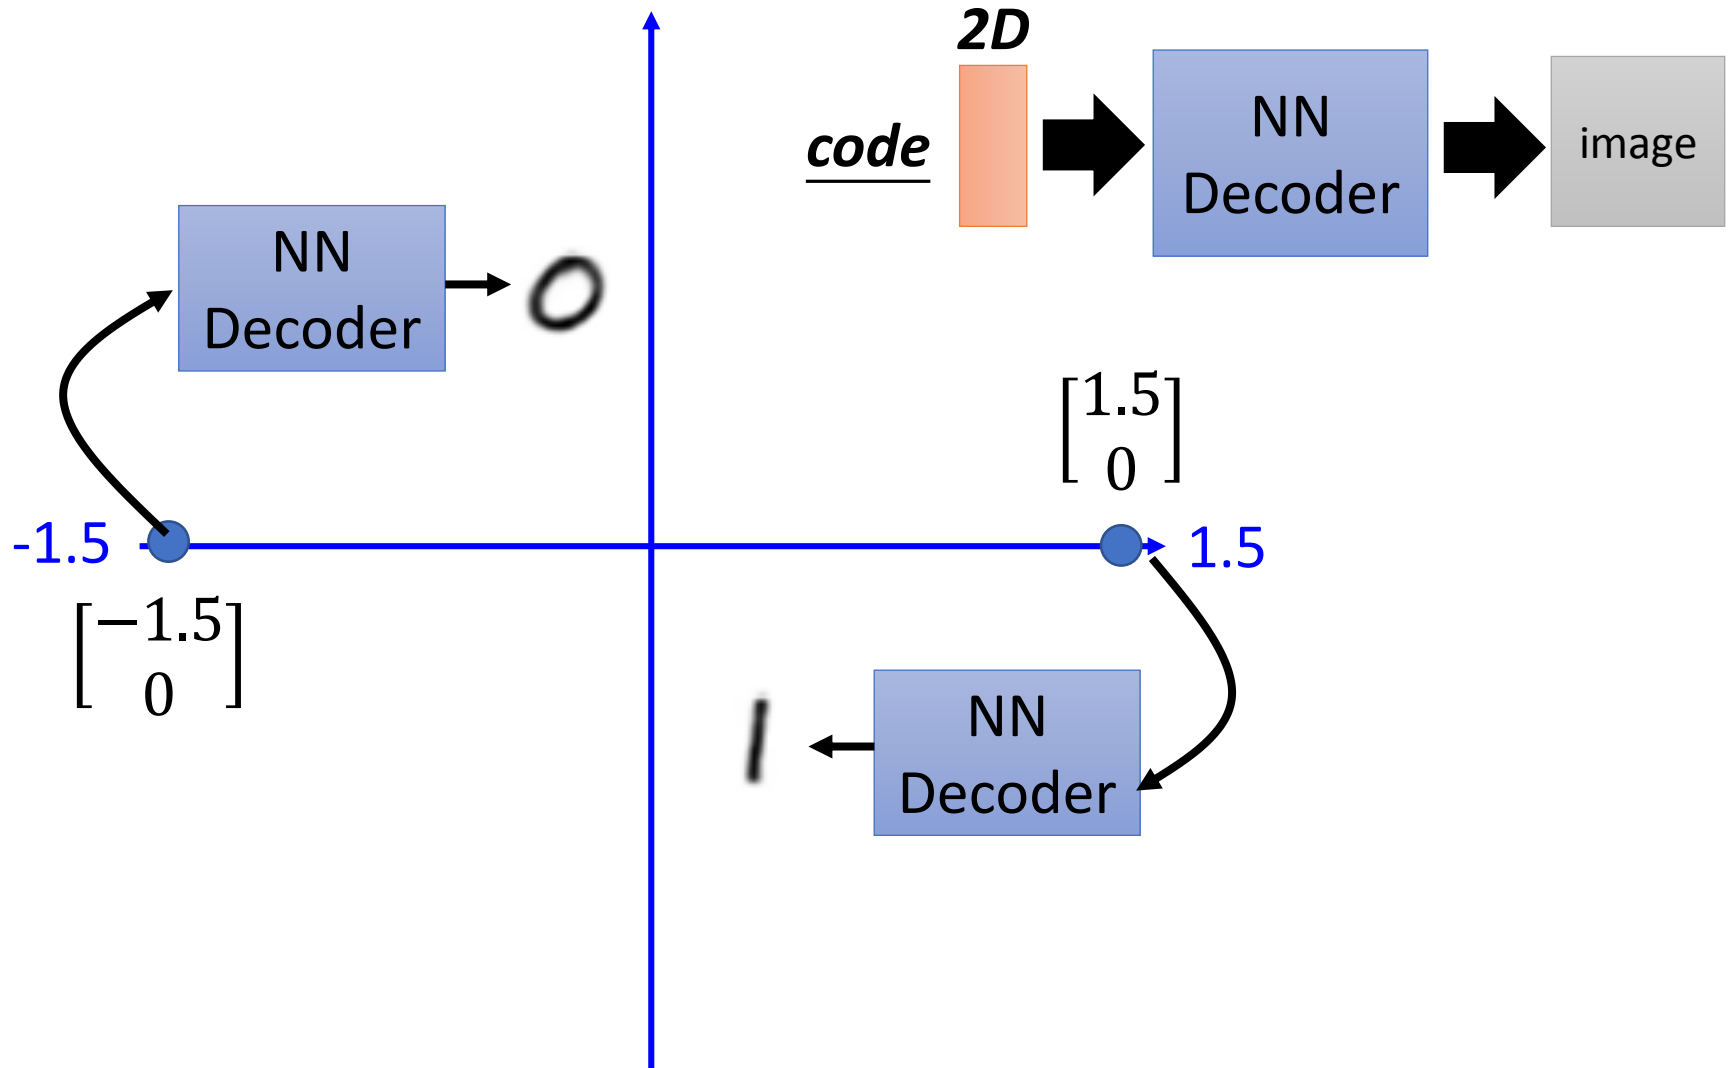 2D
code
NN
Decoder
image
NN
Decoder
0
[1.5
0]
-1.5
1.5
[−1.5
0]
1
NN
Decoder